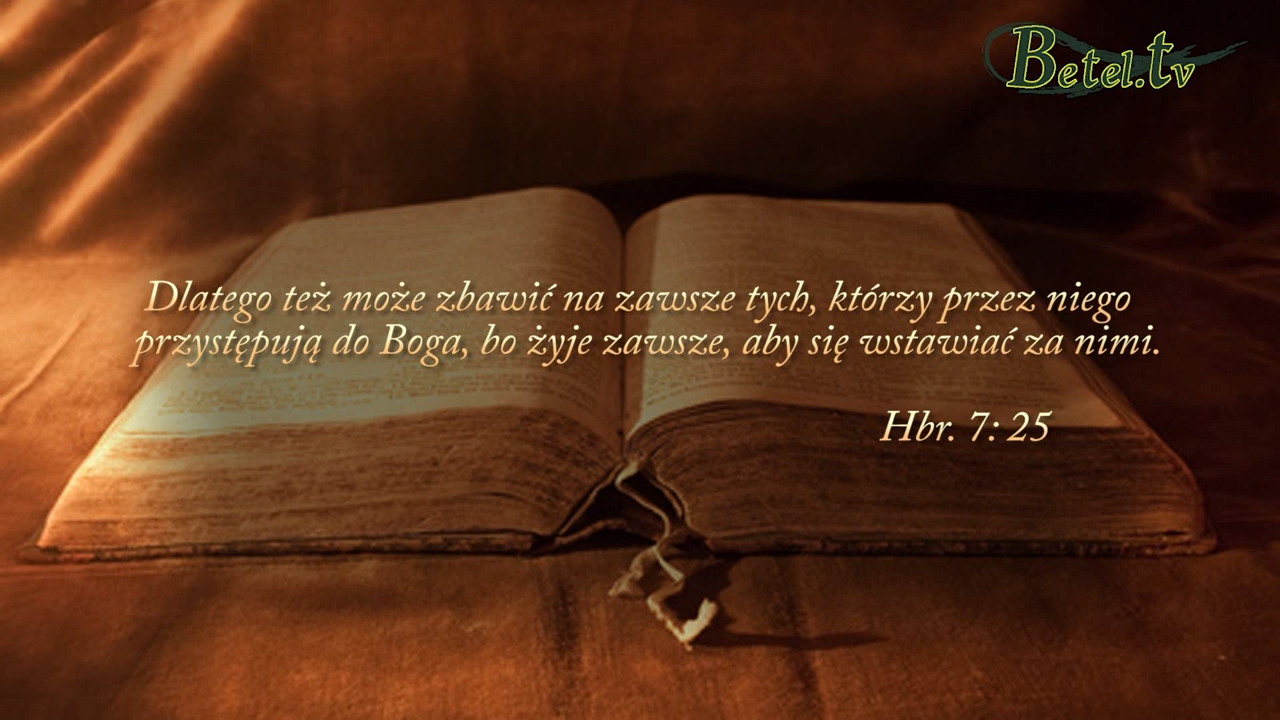 Betel.tv
Dlatego też może zbawić na zawsze tych, którzy przez niego
przystępują do Boga, bo żyje zawsze, aby się wstawiać za nimi.
Hbr. 7: 25